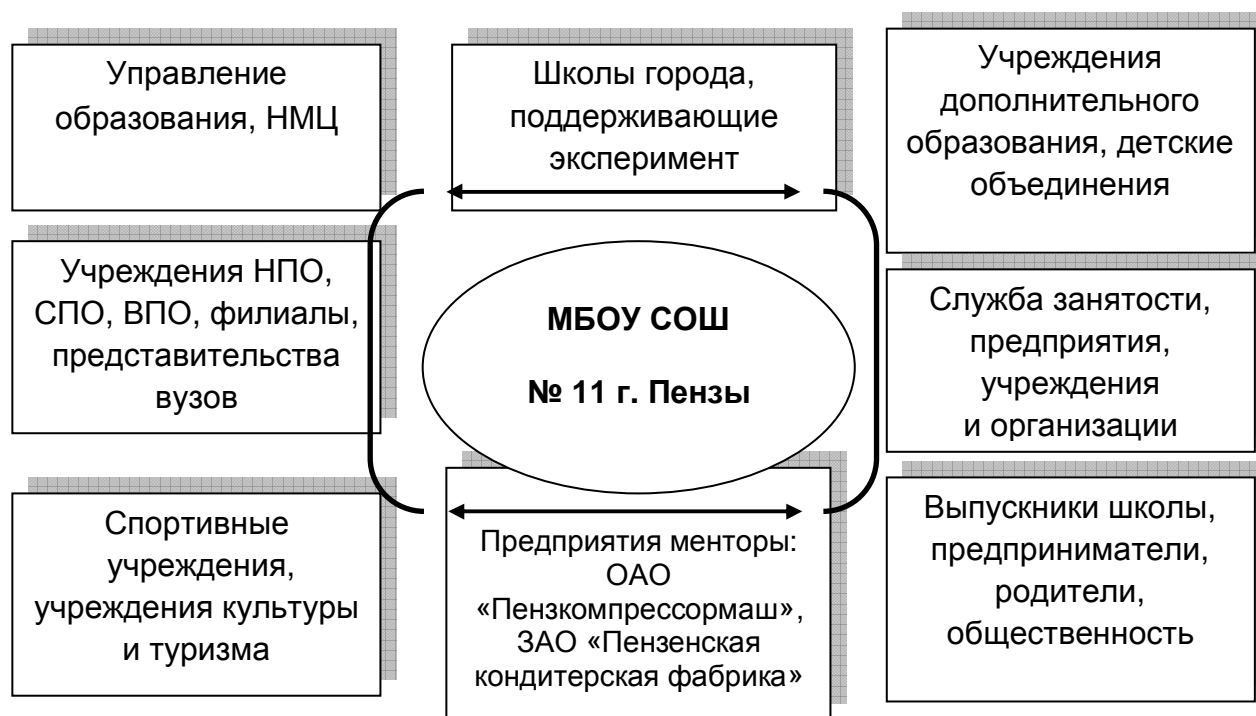 Управление
образования, НМЦ
Школы города,
поддерживающие
эксперимент
Учреждения
дополнительного
образования, детские
объединения
Учреждения НПО,
СПО, ВПО, филиалы,
представительства
вузов
МБОУ СОШ
№ 11 г. Пензы
Служба занятости,
предприятия,
учреждения
и организации
Спортивные
учреждения,
учреждения культуры
и туризма
Предприятия менторы:
ОАО
«Пензкомпрессормаш»,
ЗАО «Пензенская
кондитерская фабрика»
Выпускники школы,
предприниматели,
родители,
общественность